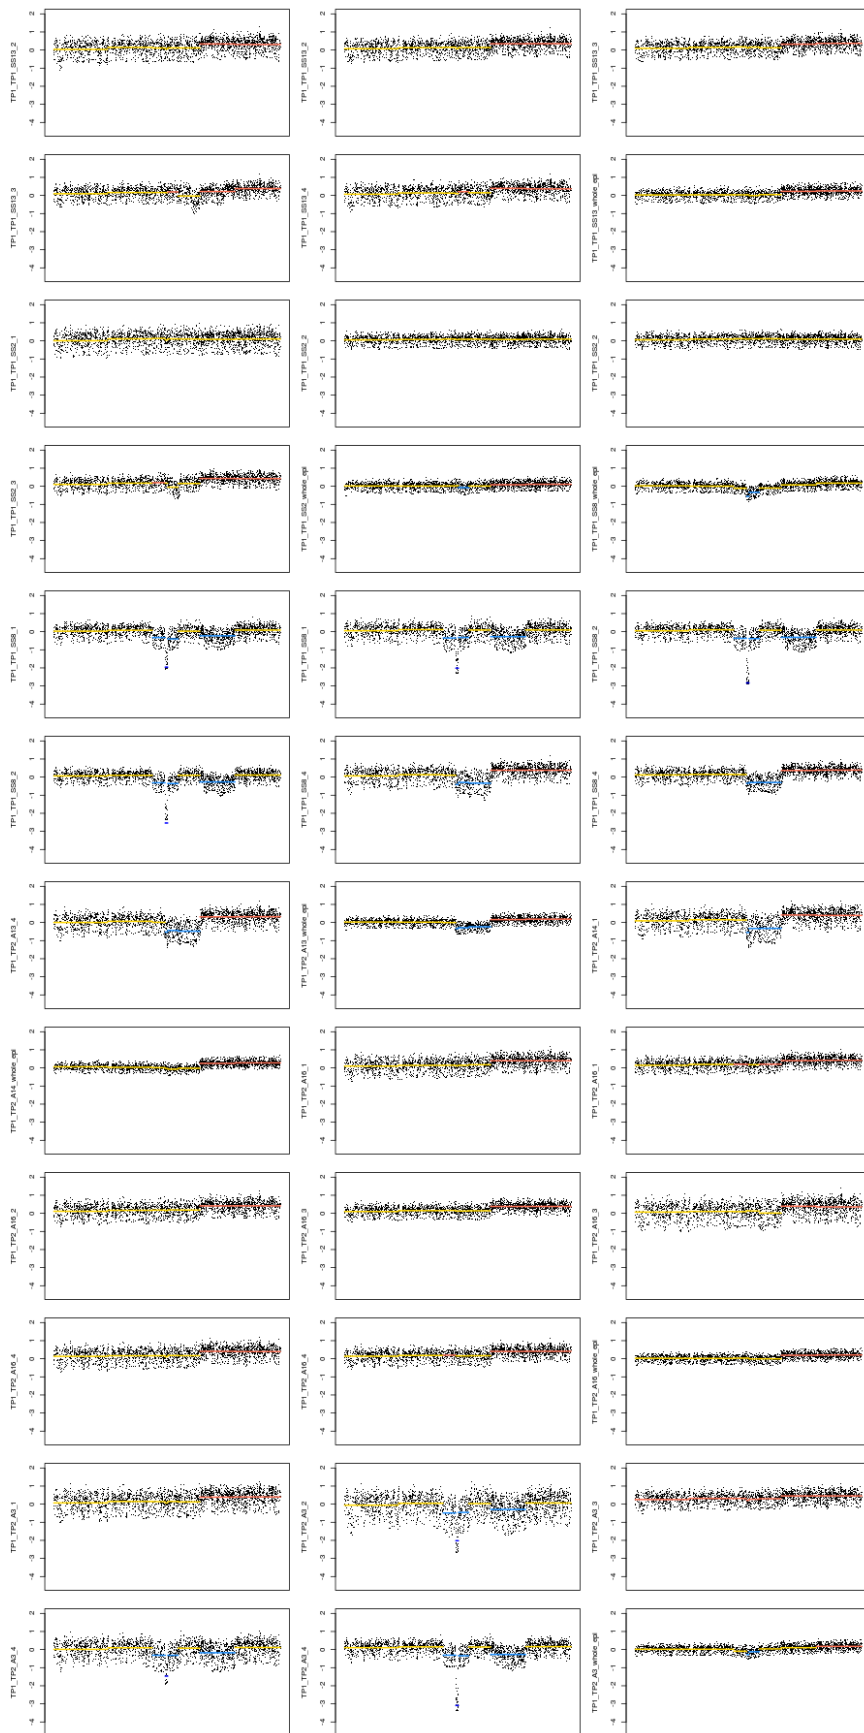 TP1_TP1_SS13_2
TP1_TP1_SS13_2
TP1_TP1_SS13_3
TP1_TP1_SS13_3
TP1_TP1_SS13_4
TP1_TP1_SS13_whole_epi
TP1_TP1_SS2_1
TP1_TP1_SS2_2
TP1_TP1_SS2_2
TP1_TP1_SS2_3
TP1_TP1_SS2_whole_epi
TP1_TP1_SS8_whole_epi
TP1_TP1_SS8_1
TP1_TP1_SS8_1
TP1_TP1_SS8_2
TP1_TP1_SS8_2
TP1_TP1_SS8_4
TP1_TP1_SS8_4
TP1_TP2_A13_4
TP1_TP2_A13_whole_epi
TP1_TP2_A14_1
TP1_TP2_A14_whole_epi
TP1_TP2_A16_1
TP1_TP2_A16_1
TP1_TP2_A16_2
TP1_TP2_A16_3
TP1_TP2_A16_3
TP1_TP2_A16_4
TP1_TP2_A16_4
TP1_TP2_A16_whole_epi
TP1_TP2_A3_1
TP1_TP2_A3_2
TP1_TP2_A3_3
TP1_TP2_A3_4
TP1_TP2_A3_4
TP1_TP2_A3_whole_epi